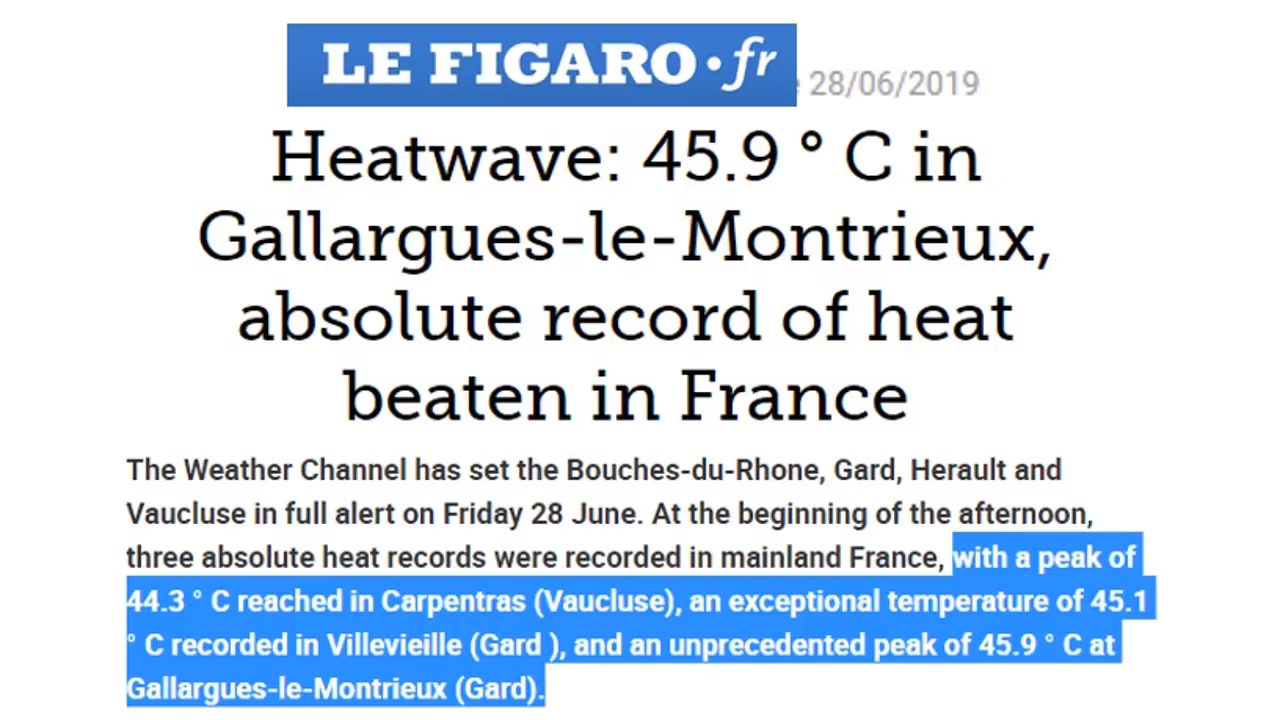 LE FIGARO·fr
28/06/2019
Heatwave: 45.9 ° C in
Gallargues-le-Montrieux,
absolute record of heat
beaten in France
The Weather Channel has set the Bouches-du-Rhone, Gard, Herault and
Vaucluse in full alert on Friday 28 June. At the beginning of the afternoon,
three absolute heat records were recorded in mainland France, with a peak of
44.3 ° C reached in Carpentras (Vaucluse), an exceptional temperature of 45.1
° C recorded in Villevieille (Gard ), and an unprecedented peak of 45.9 ° C at
Gallargues-le-Montrieux (Gard).